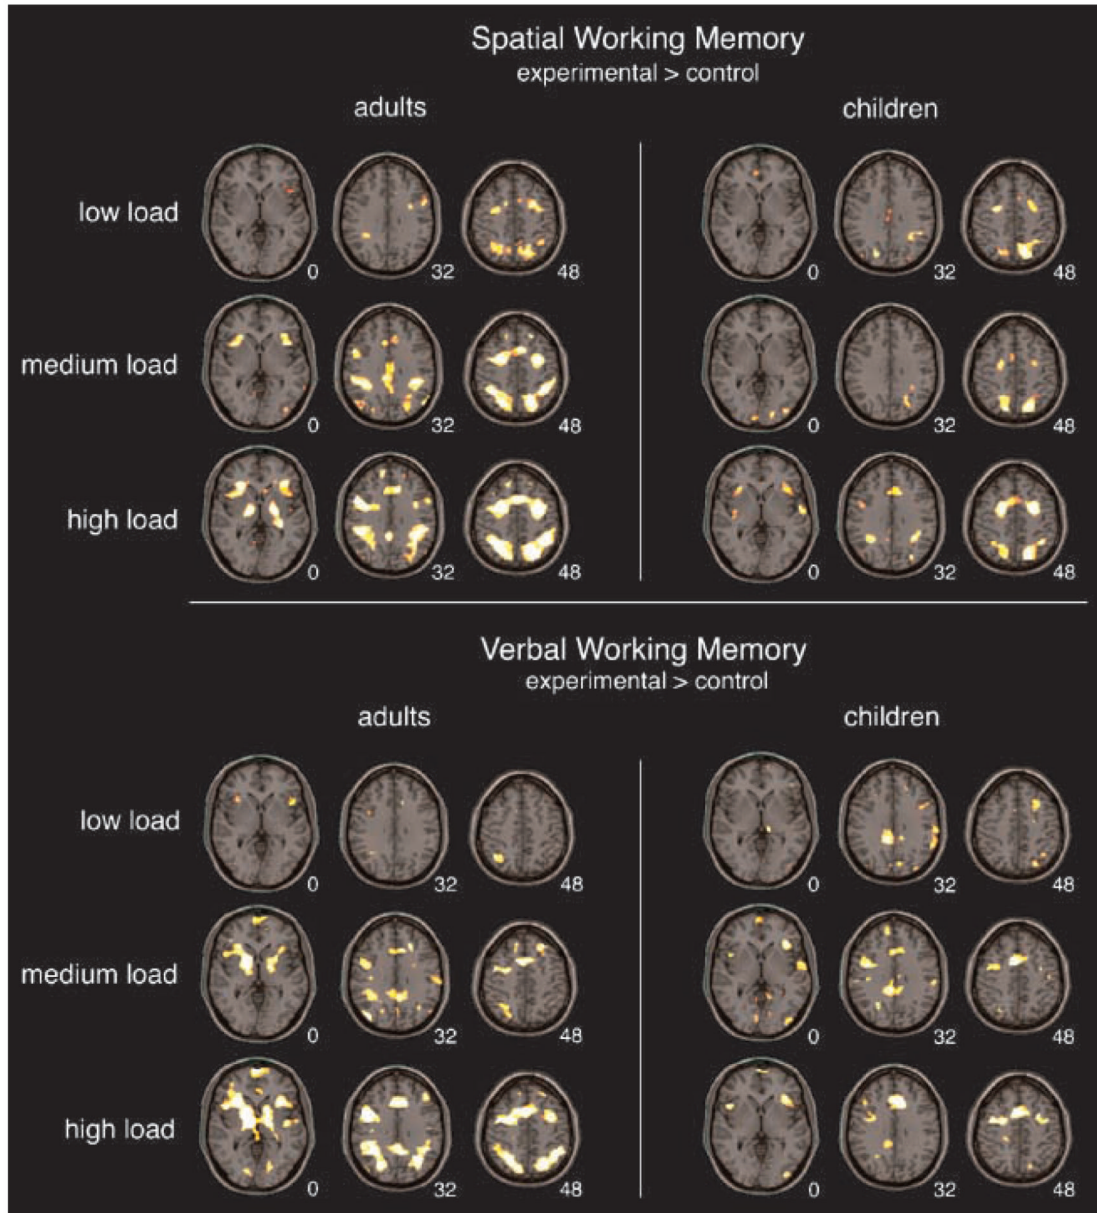 Spatial Working Memory
experimental > control
adults children
low load 0 32 48 0 32 48
medium load 0 32 48 0 32 48
high load 0 32 48 0 32 48
Verbal Working Memory
experimental > control
adults children
low load 0 32 48 0 32 48
medium load 0 32 48 0 32 48
high load 0 32 48 0 32 48